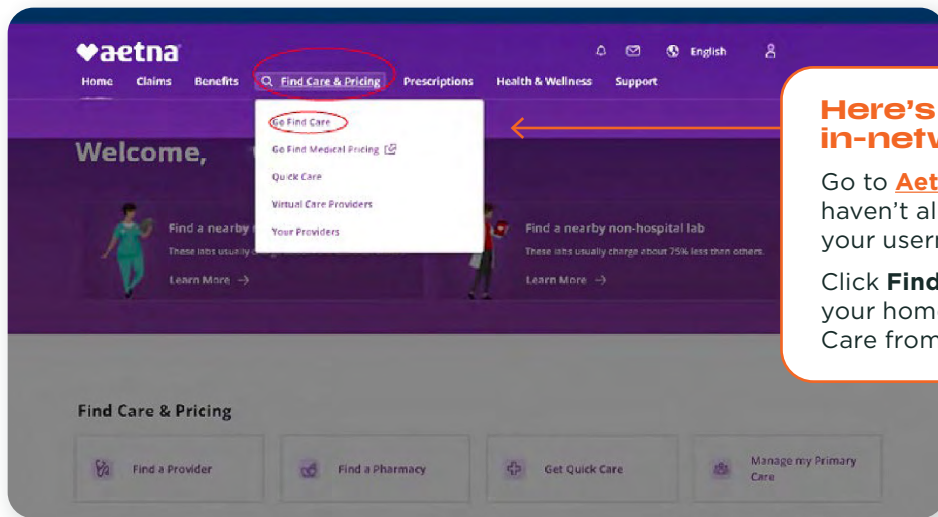 aetna
English
Home Claims Benefits Find Care & Pricing Prescriptions Health & Wellness Support
Go Find Care
Go Find Medical Pricing
Quick Care
Virtual Care Providers
Your Providers
Welcome,
Find a nearby
These labs usually
Learn More →
Find a nearby non-hospital lab
These labs usually charge about 75% less than others.
Learn More →
Here's
in-netw
Go to Aet
haven't al
your usern
Click Find
your home
Care from
Find Care & Pricing
Find a Provider
Find a Pharmacy
Get Quick Care
Manage my Primary
Care